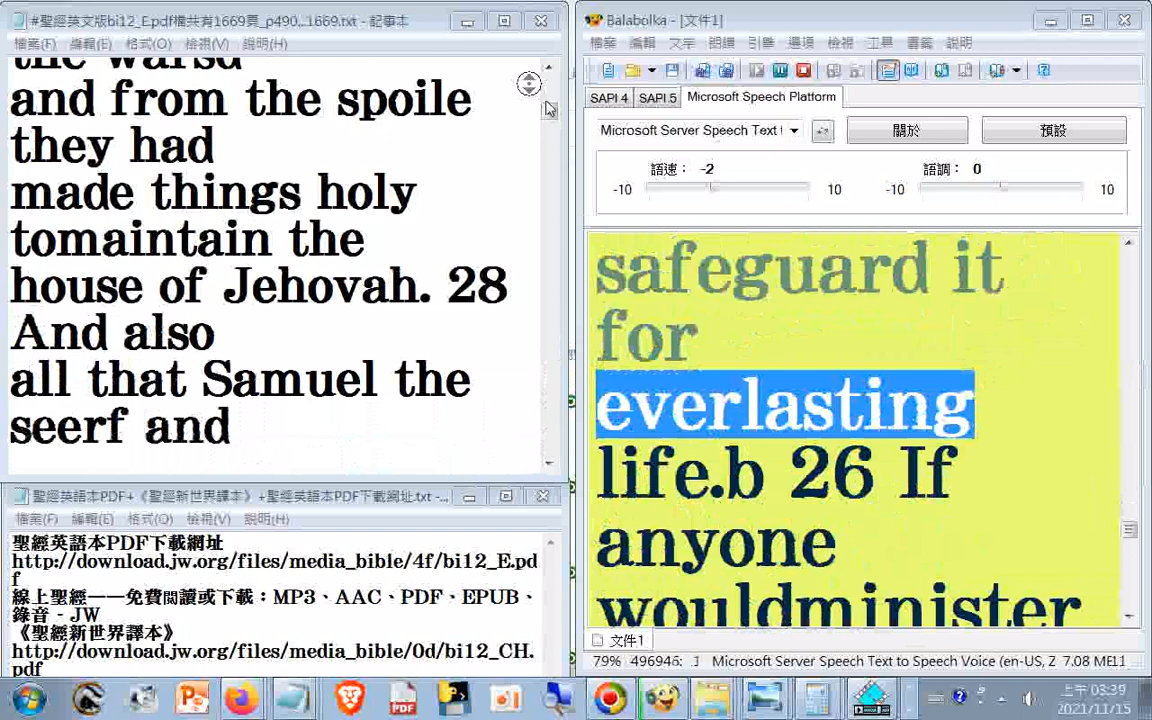 #聖經英文版bi12_E.pdf檔共有1669頁_p490,..1669.txt - 記事本
檔案(F) 編輯(E) 格式(O) 檢視(V) 說明(H)
the warsd
and from the spoile
they had
made things holy
tomaintain the
house of Jehovah. 28
And also
all that Samuel the
seerf and
聖經英語本PDF+《聖經新世界譯本》+聖經英語本PDF下載網址.txt -...
檔案(F) 編輯(E) 格式(O) 檢視(V) 說明(H)
聖經英語本PDF下載網址
http://download.jw.org/files/media_bible/4f/bi12_E.pd
f
線上聖經——免費閱讀或下載：MP3、AAC、PDF、EPUB、
錄音 - JW
《聖經新世界譯本》
http://download.jw.org/files/media_bible/0d/bi12_CH.
pdf
Balabolka - [文件1]
檔案 編輯 文字 朗讀 引擎 選項 檢視 工具 書籤 說明
SAPI 4 SAPI 5 Microsoft Speech Platform
Microsoft Server Speech Text 關於 預設
語速： -2 語調： 0
-10 10 -10 10
safeguard it
for
everlasting
life.b 26 If
anyone
wouldminister
文件1
79% Microsoft Server Speech Text to Speech Voice (en-US, Z 7.08 ME
PDF
上午 03:39
2021/11/15